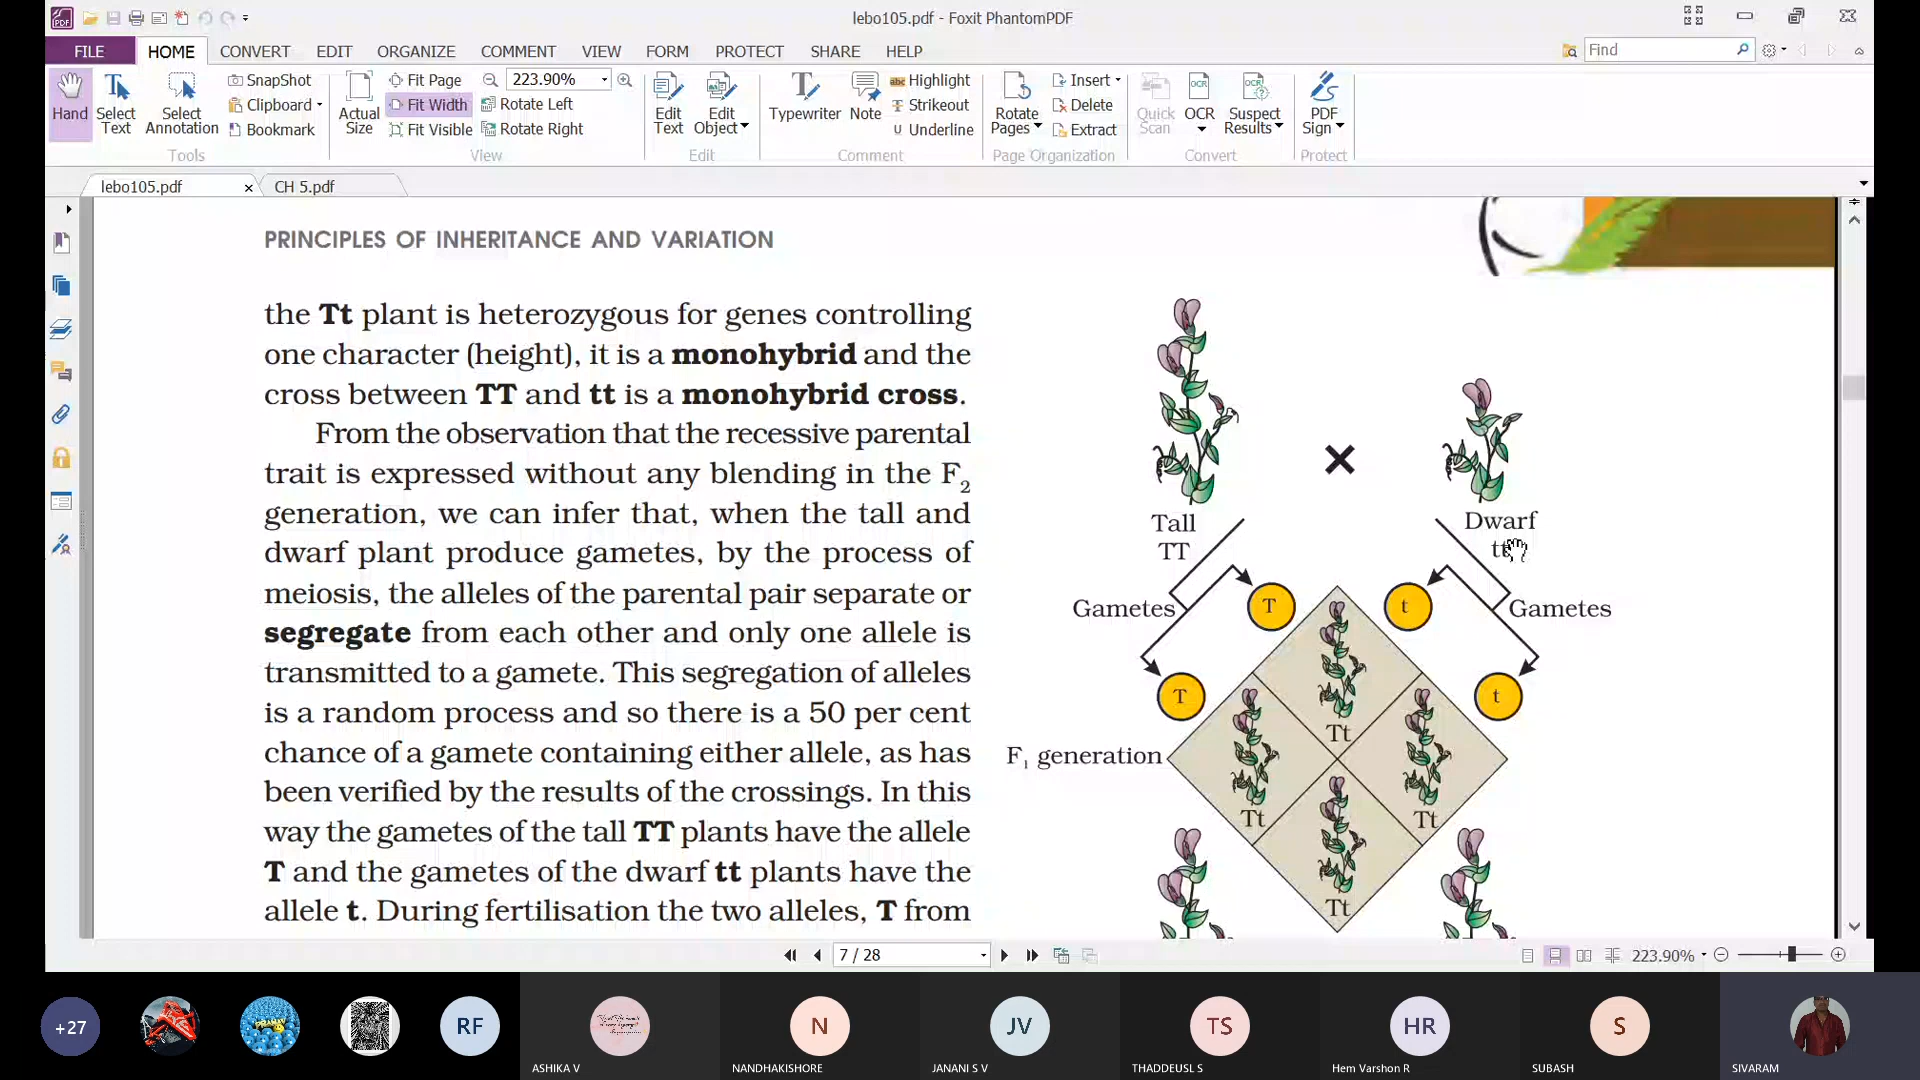 lebo105.pdf - Foxit PhantomPDF
FILE HOME CONVERT EDIT ORGANIZE COMMENT VIEW FORM PROTECT SHARE HELP
Find
Hand
Select Text
Select Annotation
SnapShot
Clipboard
Bookmark
Tools
Actual Size
Fit Page
Fit Width
Fit Visible
223.90%
Rotate Left
Rotate Right
View
Edit Text
Edit Object
Edit
Typewriter
Note
Highlight
Strikeout
Underline
Comment
Rotate Pages
Insert
Delete
Extract
Page Organization
Quick Scan
OCR
Suspect Results
Convert
PDF Sign
Protect
lebo105.pdf
CH 5.pdf
PRINCIPLES OF INHERITANCE AND VARIATION
the Tt plant is heterozygous for genes controlling
one character (height), it is a monohybrid and the
cross between TT and tt is a monohybrid cross.
From the observation that the recessive parental
trait is expressed without any blending in the F2
generation, we can infer that, when the tall and
dwarf plant produce gametes, by the process of
meiosis, the alleles of the parental pair separate or
segregate from each other and only one allele is
transmitted to a gamete. This segregation of alleles
is a random process and so there is a 50 per cent
chance of a gamete containing either allele, as has
been verified by the results of the crossings. In this
way the gametes of the tall TT plants have the allele
T and the gametes of the dwarf tt plants have the
allele t. During fertilisation the two alleles, T from
Tall
TT
Dwarf
Gametes
T
t
Gametes
T
t
Tt
F1 generation
Tt
Tt
Tt
7 / 28
223.90%
+27
RF
N
JV
TS
HR
S
ASHIKA V
NANDHAKISHORE
JANANI S V
THADDEUSL S
Hem Varshon R
SUBASH
SIVARAM